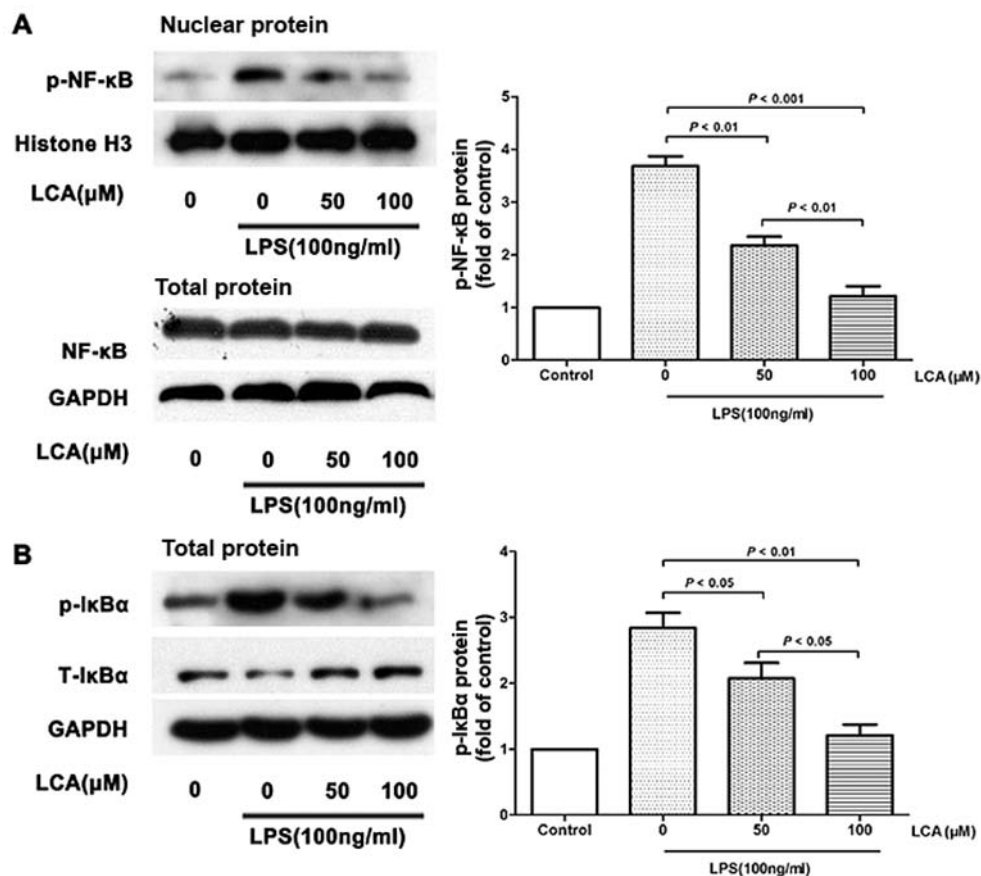 A
Nuclear protein
p-NF-κB
Histone H3
LCA(μM)
0 0 50 100
LPS(100ng/ml)
Total protein
NF-κB
GAPDH
LCA(μM)
0 0 50 100
LPS(100ng/ml)
p-NF-κB protein
(fold of control)
5
4
3
2
1
0
P < 0.001
P < 0.01
P < 0.01
Control 0 50 100 LCA (μM)
LPS(100ng/ml)
B
Total protein
p-IκBα
T-IκBα
GAPDH
LCA(μM)
0 0 50 100
LPS(100ng/ml)
p-IκBα protein
(fold of control)
4
3
2
1
0
P < 0.01
P < 0.05
P < 0.05
Control 0 50 100 LCA (μM)
LPS(100ng/ml)